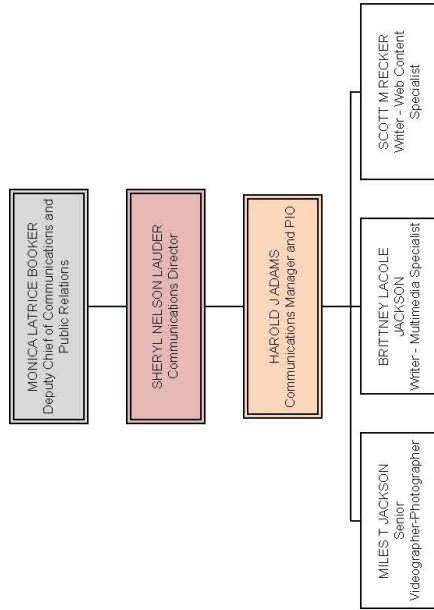 MONICA LATRICE BOOKER
Deputy Chief of Communications and
Public Relations
SHERYL NELSON LAUDER
Communications Director
HAROLD J ADAMS
Communications Manager and PIO
MILES T JACKSON
Senior
Videographer-Photographer
BRITTNEY LACOLE
JACKSON
Writer - Multimedia Specialist
SCOTT M RECKER
Writer - Web Content
Specialist